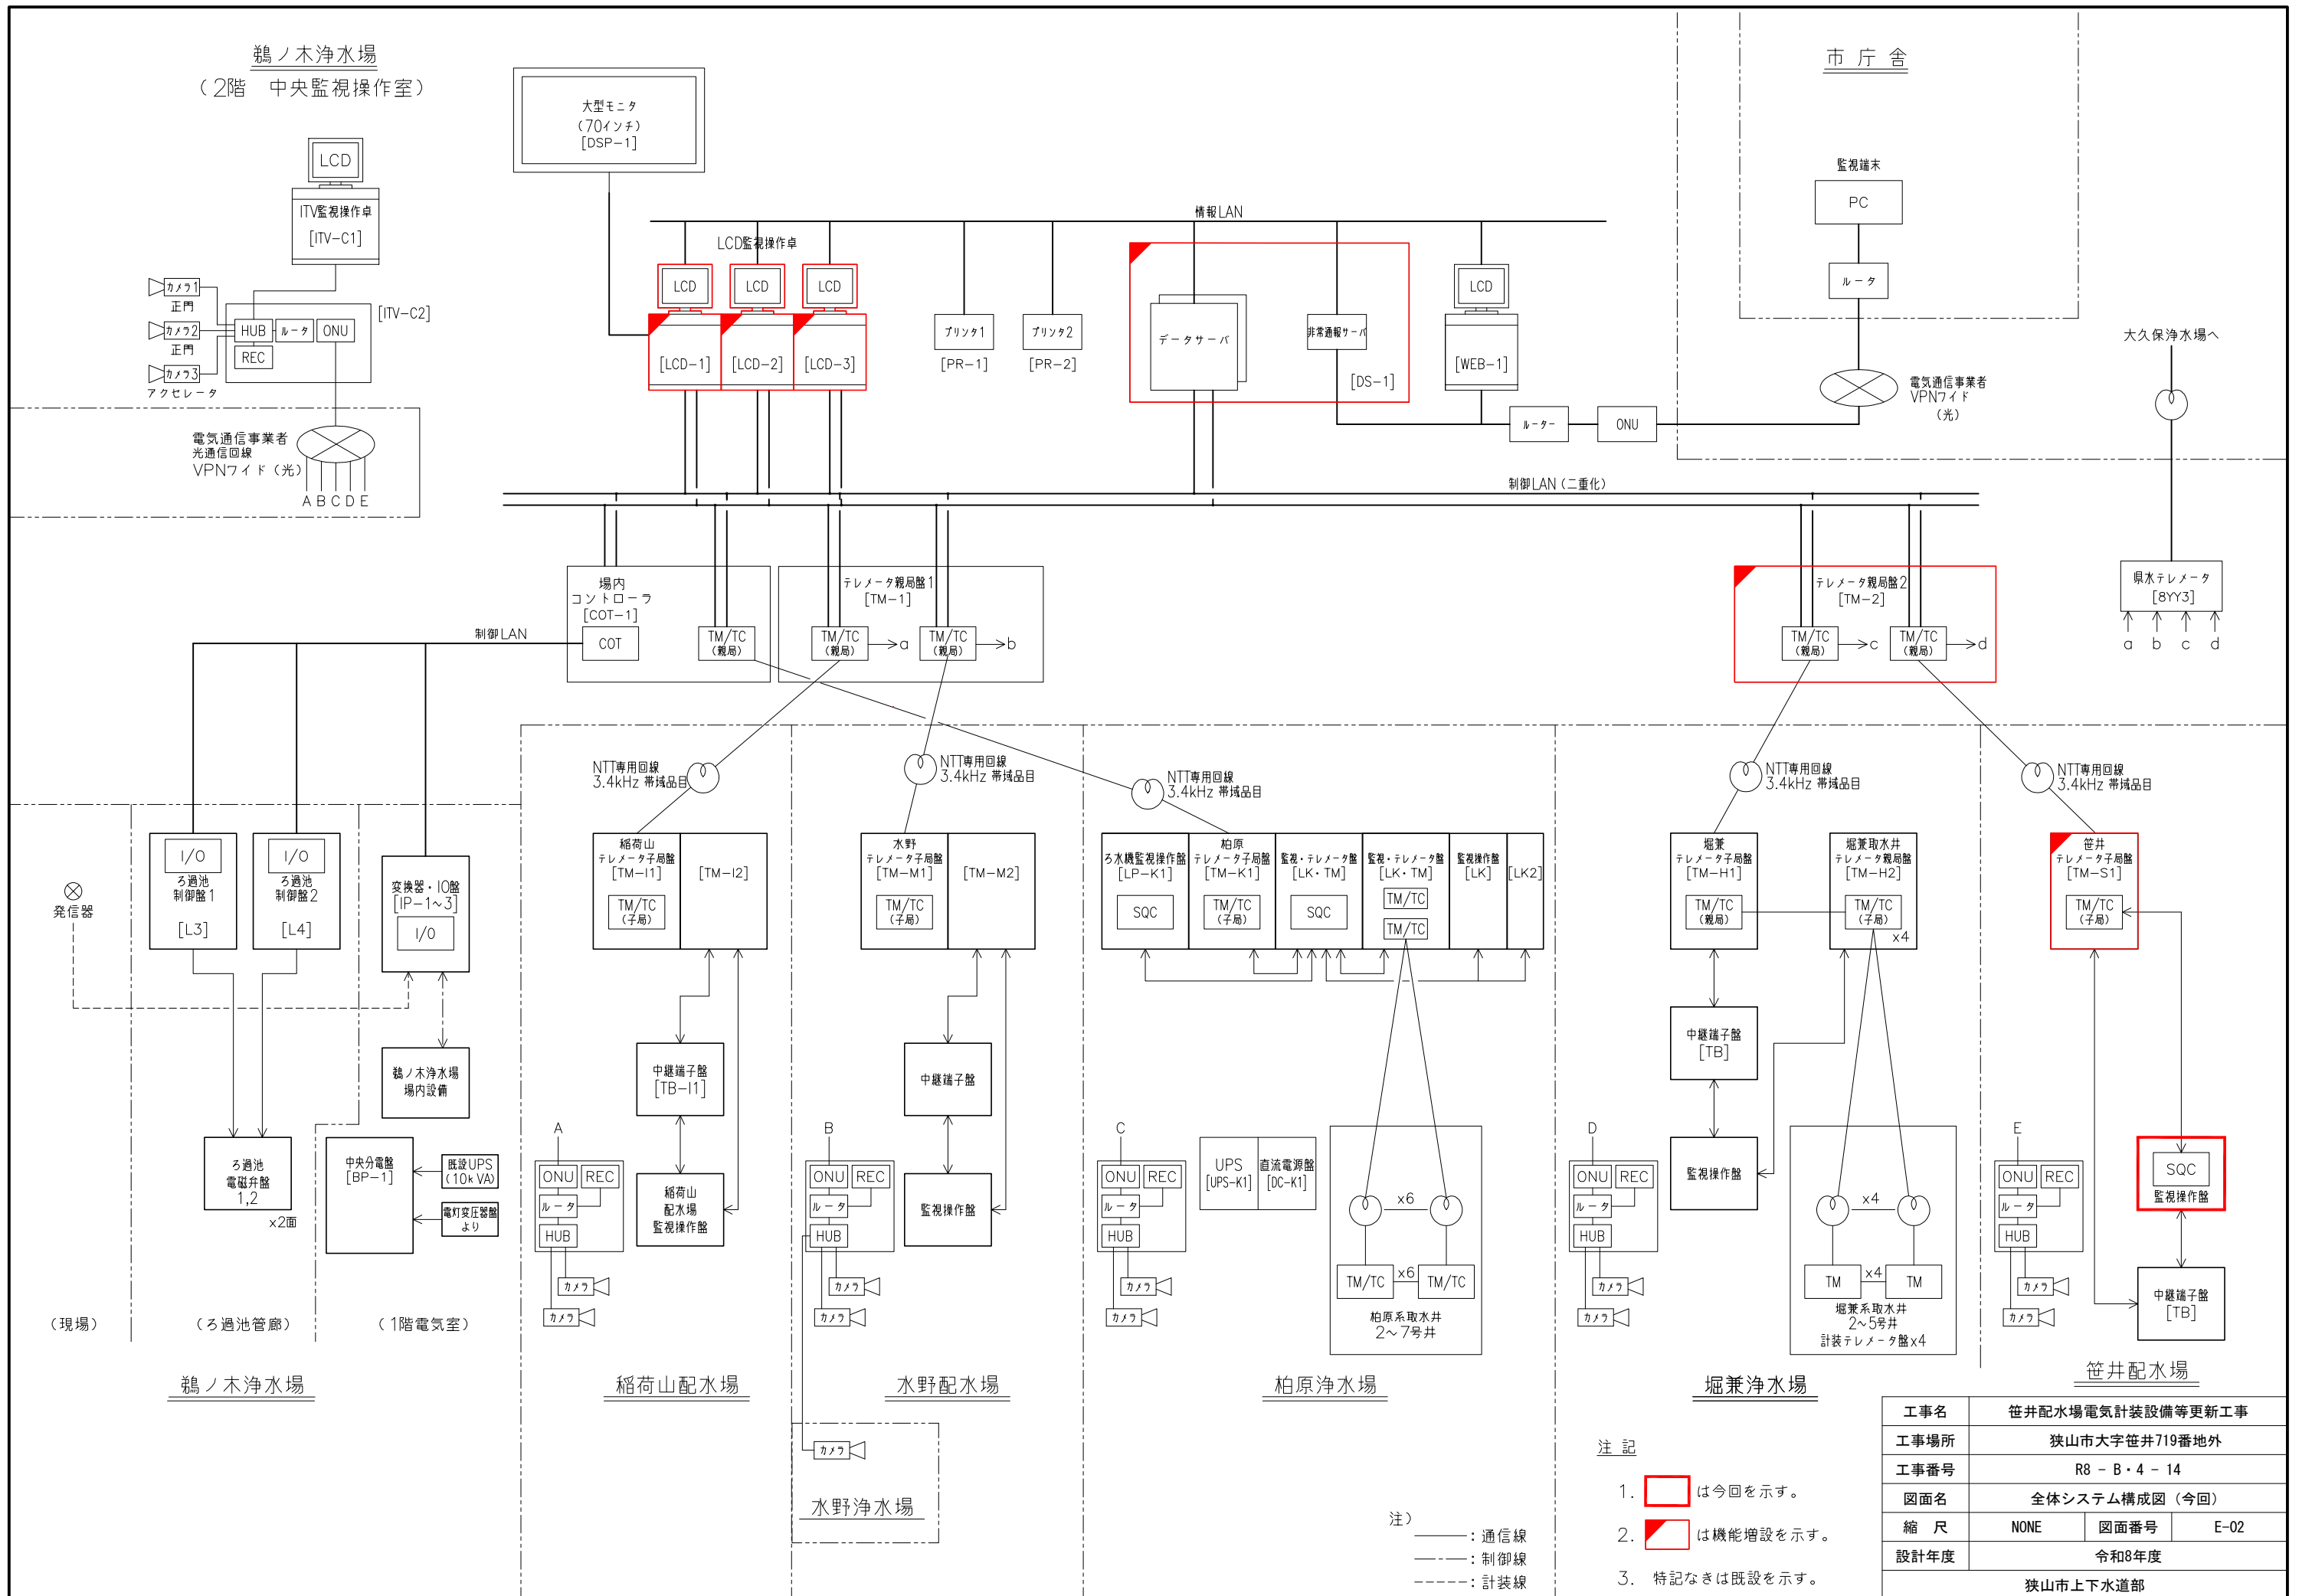 鵜ノ木浄水場
(2階 中央監視操作室)
LCD
ITV監視操作卓
[ITV-C1]
カメラ1
正門
カメラ2
正門
カメラ3
アクセレータ
HUB
ルータ
ONU
REC
[ITV-C2]
電気通信事業者
光通信回線
VPNワイド(光)
A B C D E
大型モニタ
(70インチ)
[DSP-1]
情報LAN
LCD監視操作卓
LCD
LCD
LCD
[LCD-1]
[LCD-2]
[LCD-3]
プリンタ1
[PR-1]
プリンタ2
[PR-2]
データサーバ
非常通報サーバ
[DS-1]
LCD
[WEB-1]
ルーター
ONU
市庁舎
監視端末
PC
ルータ
電気通信事業者
VPNワイド
(光)
大久保浄水場へ
制御LAN(二重化)
場内
コントローラ
[COT-1]
COT
TM/TC
(親局)
テレメータ親局盤1
[TM-1]
TM/TC
(親局)
a
TM/TC
(親局)
b
テレメータ親局盤2
[TM-2]
TM/TC
(親局)
c
TM/TC
(親局)
d
県水テレメータ
[8YY3]
a b c d
制御LAN
NTT専用回線
3.4kHz 帯域品目
NTT専用回線
3.4kHz 帯域品目
NTT専用回線
3.4kHz 帯域品目
NTT専用回線
3.4kHz 帯域品目
NTT専用回線
3.4kHz 帯域品目
発信器
I/O
ろ過池
制御盤1
[L3]
I/O
ろ過池
制御盤2
[L4]
変換器・IO盤
[IP-1~3]
I/O
鵜ノ木浄水場
場内設備
ろ過池
電磁弁盤
1,2
x2面
中央分電盤
[BP-1]
既設UPS
(10kVA)
電灯変圧器盤
より
(現場)
(ろ過池管廊)
(1階電気室)
鵜ノ木浄水場
稲荷山
テレメータ子局盤
[TM-I1]
TM/TC
(子局)
[TM-I2]
中継端子盤
[TB-I1]
稲荷山
配水場
監視操作盤
A
ONU
REC
ルータ
HUB
カメラ
カメラ
稲荷山配水場
水野
テレメータ子局盤
[TM-M1]
TM/TC
(子局)
[TM-M2]
中継端子盤
監視操作盤
B
ONU
REC
ルータ
HUB
カメラ
カメラ
水野配水場
カメラ
水野浄水場
ろ水機監視操作盤
[LP-K1]
SQC
柏原
テレメータ子局盤
[TM-K1]
TM/TC
(子局)
監視・テレメータ盤
[LK・TM]
SQC
監視・テレメータ盤
[LK・TM]
TM/TC
TM/TC
監視操作盤
[LK]
[LK2]
C
ONU
REC
ルータ
HUB
カメラ
カメラ
UPS
[UPS-K1]
直流電源盤
[DC-K1]
x6
TM/TC
x6
TM/TC
柏原系取水井
2~7号井
柏原浄水場
堀兼
テレメータ子局盤
[TM-H1]
TM/TC
(親局)
堀兼取水井
テレメータ親局盤
[TM-H2]
TM/TC
(子局)
x4
中継端子盤
[TB]
監視操作盤
D
ONU
REC
ルータ
HUB
カメラ
カメラ
x4
TM
x4
TM
堀兼系取水井
2~5号井
計装テレメータ盤x4
堀兼浄水場
笹井
テレメータ子局盤
[TM-S1]
TM/TC
(子局)
SQC
監視操作盤
中継端子盤
[TB]
E
ONU
REC
ルータ
HUB
カメラ
カメラ
笹井配水場
注)
:通信線
:制御線
:計装線
注 記
1. は今回を示す。
2. は機能増設を示す。
3. 特記なきは既設を示す。
工事名 笹井配水場電気計装設備等更新工事
工事場所 狭山市大字笹井719番地外
工事番号 R8 - B・4 - 14
図面名 全体システム構成図(今回)
縮 尺 NONE 図面番号 E-02
設計年度 令和8年度
狭山市上下水道部